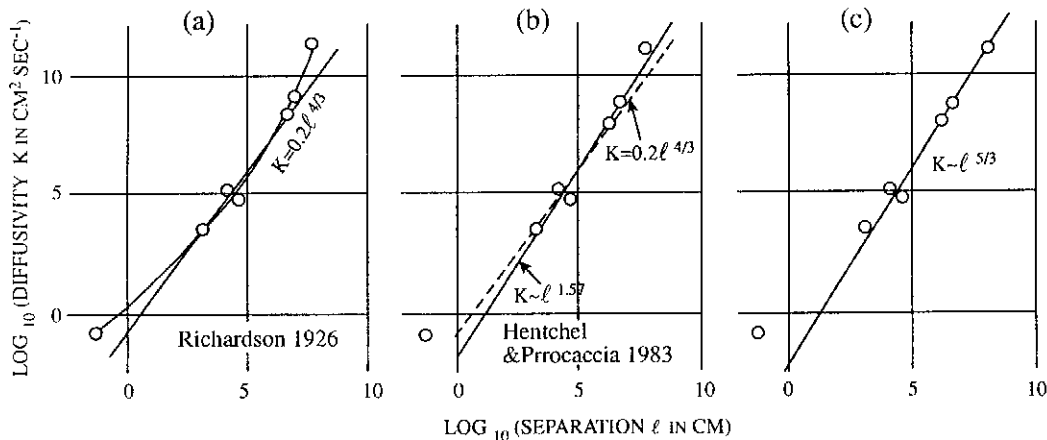 (a)
(b)
(c)
LOG 10 (DIFFUSIVITY K IN CM² SEC⁻¹)
10
5
0
K=0.2ℓ 4/3
Richardson 1926
0
5
10
K=0.2ℓ 4/3
K~ℓ 1.57
Hentchel
&Prrocaccia 1983
0
5
10
K~ℓ 5/3
0
5
10
LOG 10 (SEPARATION ℓ IN CM)